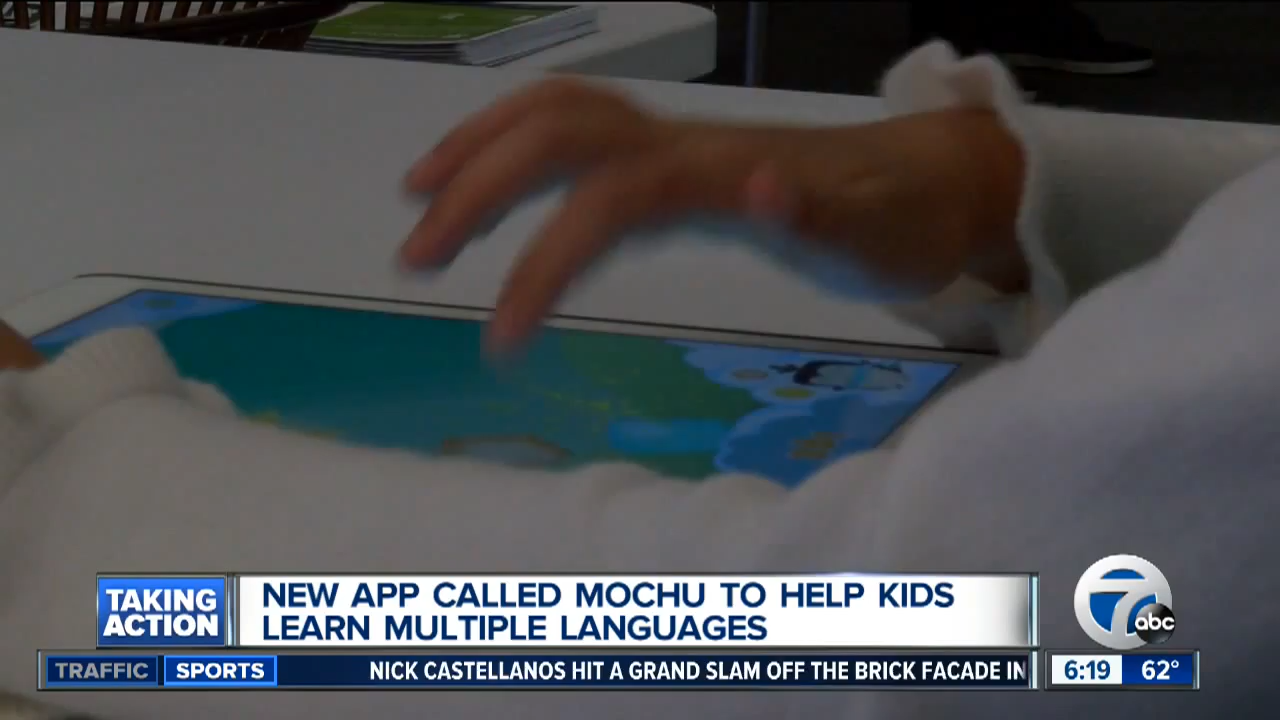 TAKING
ACTION
NEW APP CALLED MOCHU TO HELP KIDS
LEARN MULTIPLE LANGUAGES
7
abc
TRAFFIC
SPORTS
NICK CASTELLANOS HIT A GRAND SLAM OFF THE BRICK FACADE IN
6:19
62°